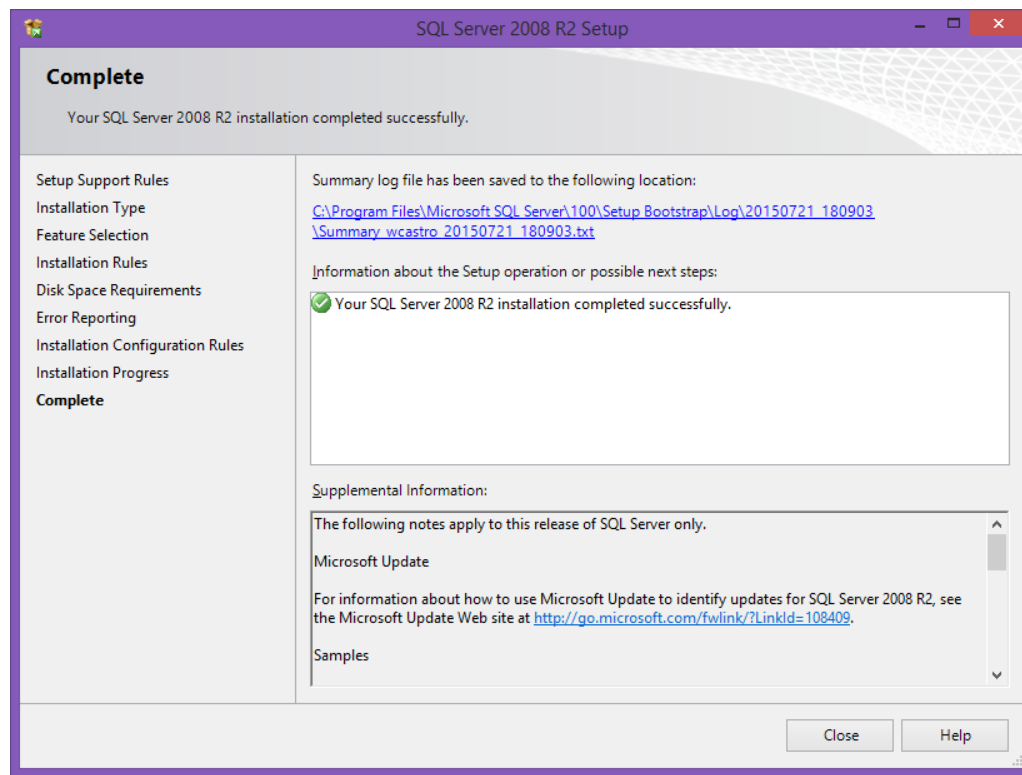 SQL Server 2008 R2 Setup
Complete
Your SQL Server 2008 R2 installation completed successfully.
Setup Support Rules
Installation Type
Feature Selection
Installation Rules
Disk Space Requirements
Error Reporting
Installation Configuration Rules
Installation Progress
Complete
Summary log file has been saved to the following location:
C:\Program Files\Microsoft SQL Server\100\Setup Bootstrap\Log\20150721_180903
\Summary_wcastro_20150721_180903.txt
Information about the Setup operation or possible next steps:
Your SQL Server 2008 R2 installation completed successfully.
Supplemental Information:
The following notes apply to this release of SQL Server only.
Microsoft Update
For information about how to use Microsoft Update to identify updates for SQL Server 2008 R2, see
the Microsoft Update Web site at http://go.microsoft.com/fwlink/?LinkId=108409.
Samples
Close
Help